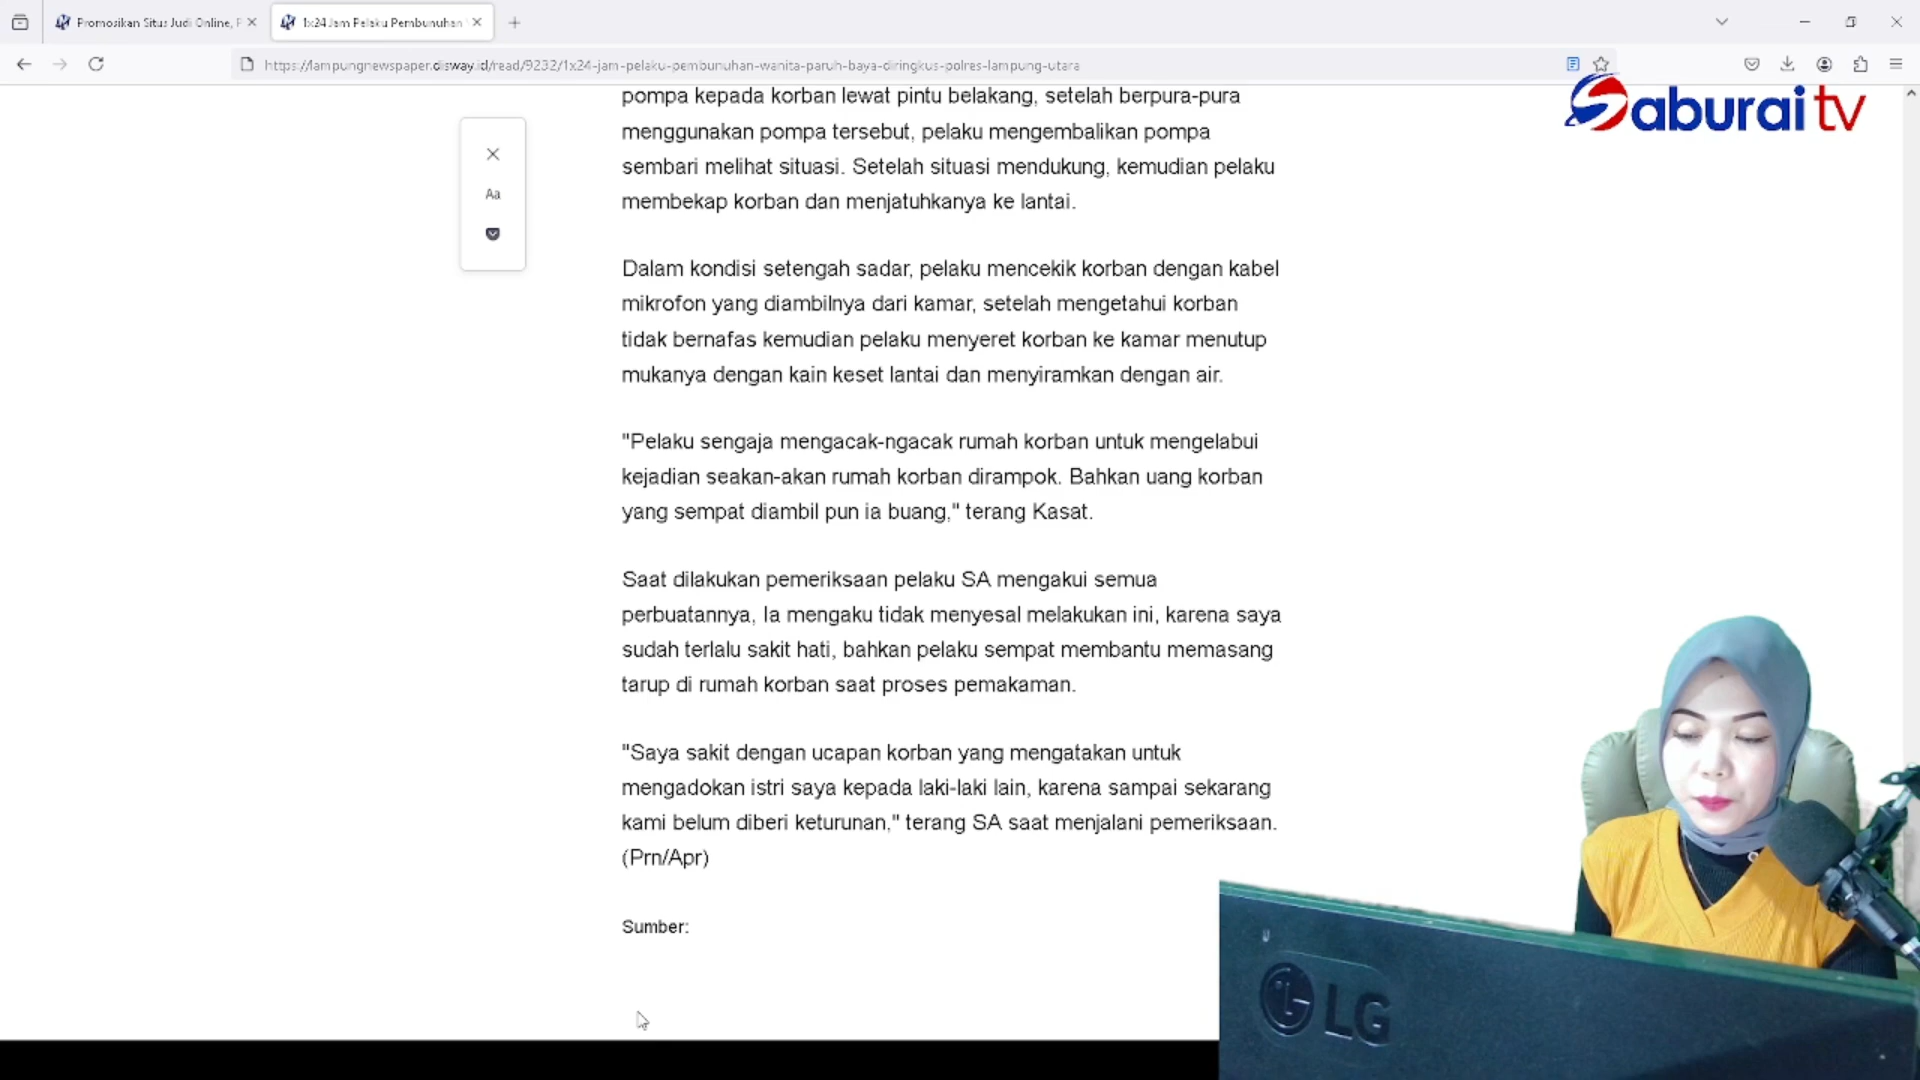 Promosikan Situs Judi Online, P
1x24 Jam Pelaku Pembunuhan
https://lampungnewspaper.disway.id/read/9232/1x24-jam-pelaku-pembunuhan-wanita-paruh-baya-diringkus-polres-lampung-utara
Saburai tv
Aa
pompa kepada korban lewat pintu belakang, setelah berpura-pura
menggunakan pompa tersebut, pelaku mengembalikan pompa
sembari melihat situasi. Setelah situasi mendukung, kemudian pelaku
membekap korban dan menjatuhkanya ke lantai.
Dalam kondisi setengah sadar, pelaku mencekik korban dengan kabel
mikrofon yang diambilnya dari kamar, setelah mengetahui korban
tidak bernafas kemudian pelaku menyeret korban ke kamar menutup
mukanya dengan kain keset lantai dan menyiramkan dengan air.
"Pelaku sengaja mengacak-ngacak rumah korban untuk mengelabui
kejadian seakan-akan rumah korban dirampok. Bahkan uang korban
yang sempat diambil pun ia buang," terang Kasat.
Saat dilakukan pemeriksaan pelaku SA mengakui semua
perbuatannya, Ia mengaku tidak menyesal melakukan ini, karena saya
sudah terlalu sakit hati, bahkan pelaku sempat membantu memasang
tarup di rumah korban saat proses pemakaman.
"Saya sakit dengan ucapan korban yang mengatakan untuk
mengadokan istri saya kepada laki-laki lain, karena sampai sekarang
kami belum diberi keturunan," terang SA saat menjalani pemeriksaan.
(Prn/Apr)
Sumber:
LG